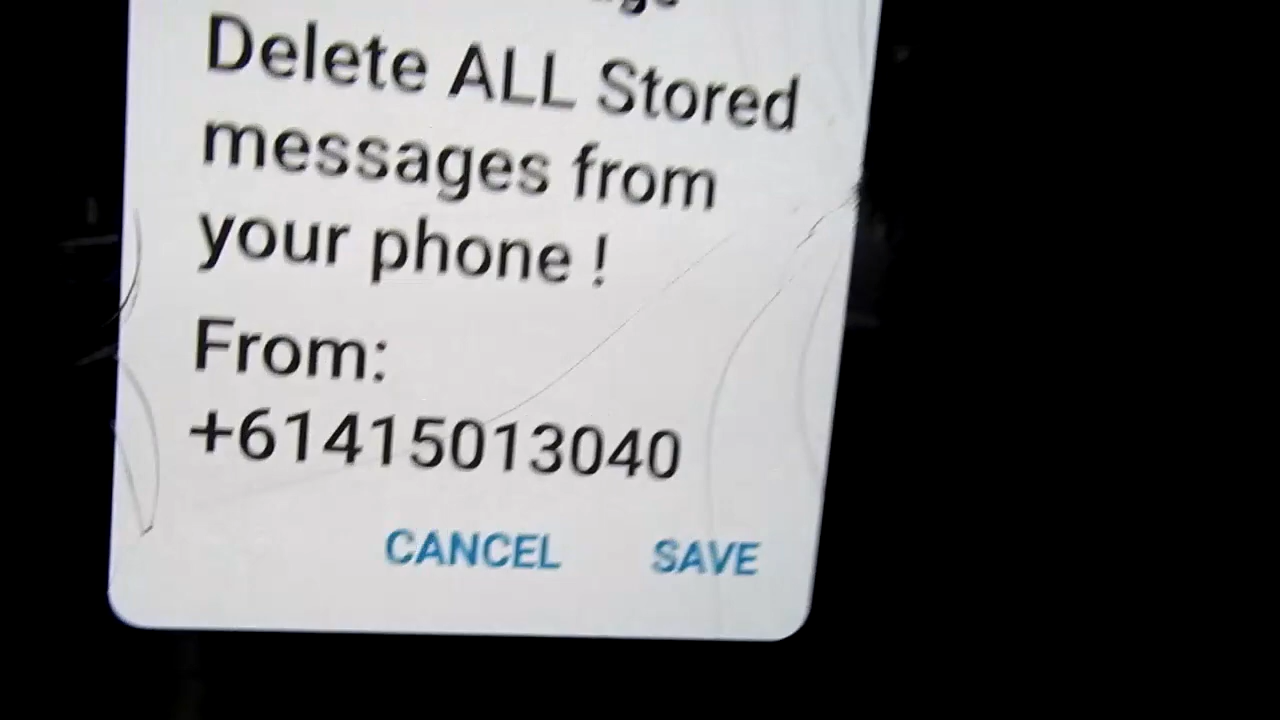 Delete ALL Stored
messages from
your phone !
From:
+61415013040
CANCEL SAVE